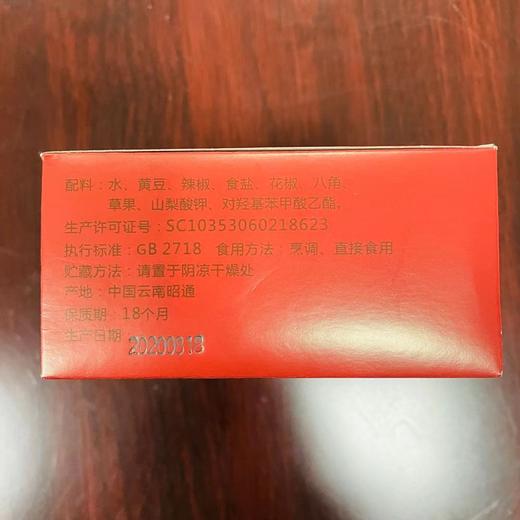 配料：水、黄豆、辣椒、食盐、花椒、八角、
草果、山梨酸钾、对羟基苯甲酸乙酯。
生产许可证号：SC10353060218623
执行标准：GB 2718 食用方法：烹调、直接食用
贮藏方法：请置于阴凉干燥处
产地：中国云南昭通
保质期：18个月
生产日期：